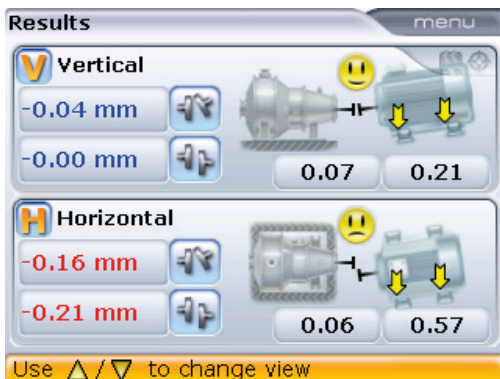 Results menu
V Vertical
-0.04 mm
-0.00 mm
0.07 0.21
H Horizontal
-0.16 mm
-0.21 mm
0.06 0.57
Use △/▽ to change view